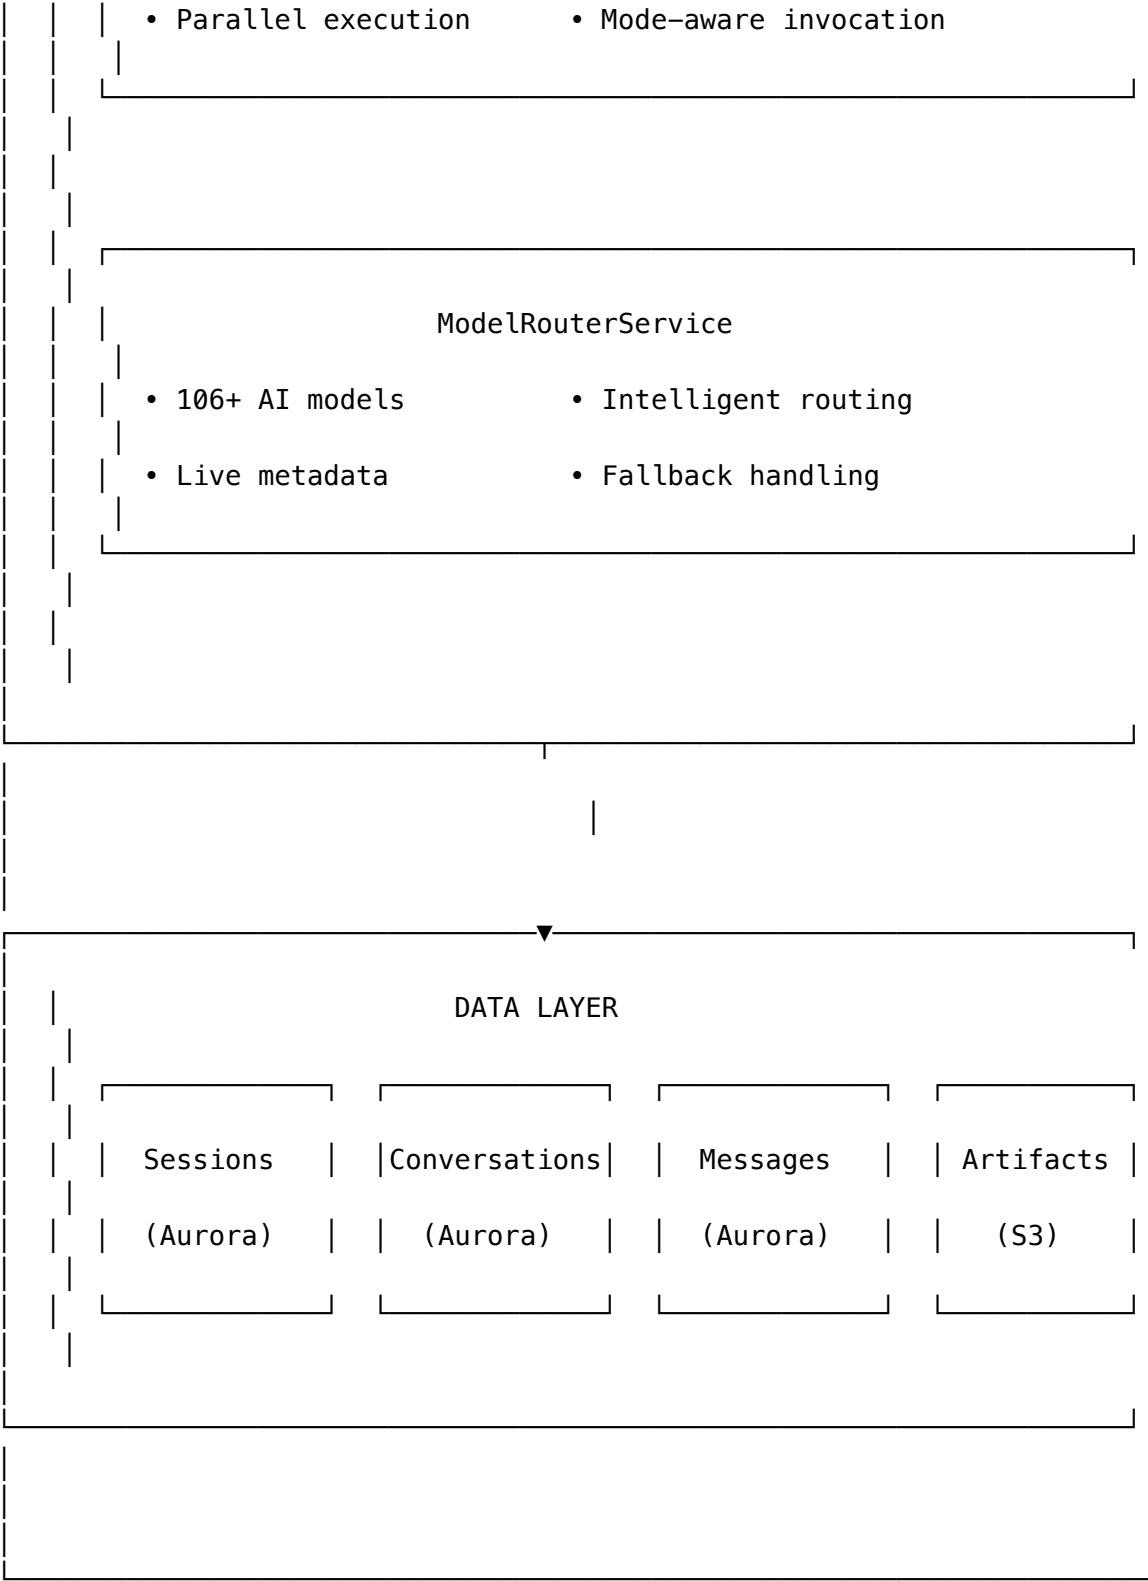 • Parallel execution • Mode–aware invocation
ModelRouterService
• 106+ AI models • Intelligent routing
• Live metadata • Fallback handling
DATA LAYER
Sessions Conversations Messages Artifacts
(Aurora) (Aurora) (Aurora) (S3)